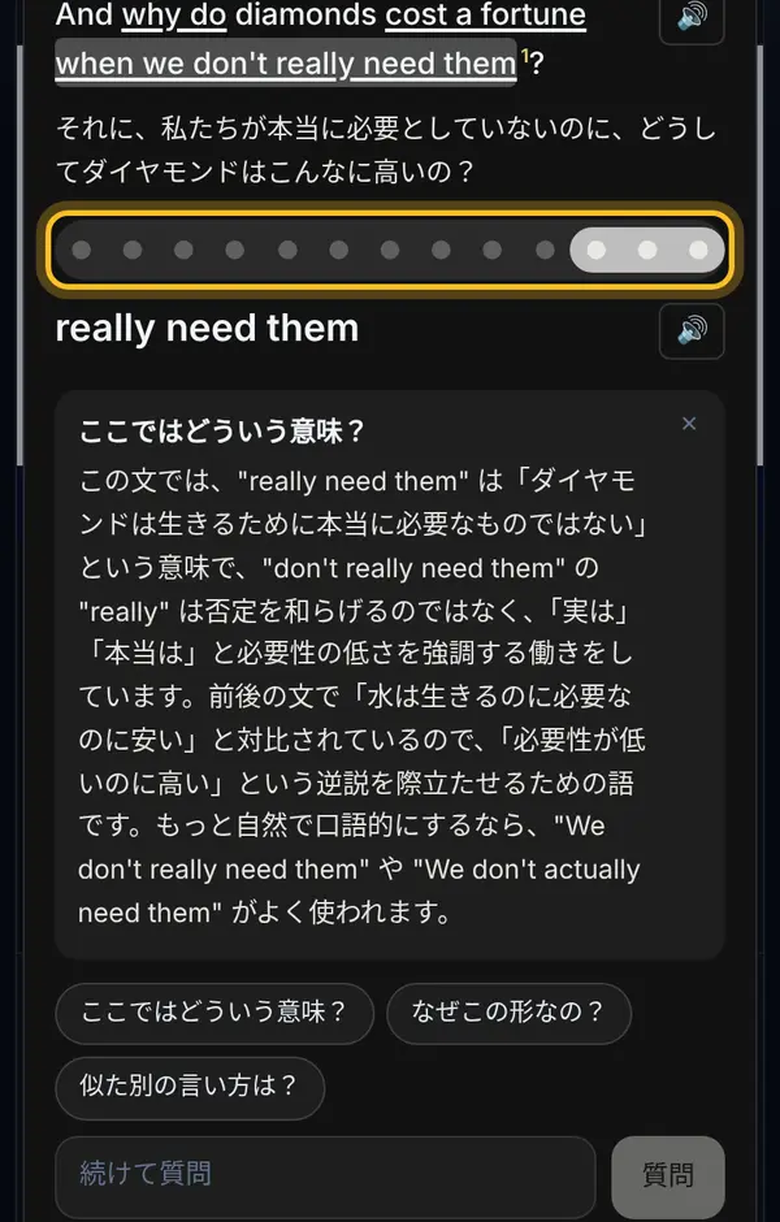 And why do diamonds cost a fortune
when we don't really need them¹?
それに、私たちが本当に必要としていないのに、どうし
てダイヤモンドはこんなに高いの？
really need them
ここではどういう意味？
×
この文では、"really need them" は「ダイヤモ
ンドは生きるために本当に必要なものではない」
という意味で、"don't really need them" の
"really" は否定を和らげるのではなく、「実は」
「本当は」と必要性の低さを強調する働きをし
ています。前後の文で「水は生きるのに必要な
のに安い」と対比されているので、「必要性が低
いのに高い」という逆説を際立たせるための語
です。もっと自然で口語的にするなら、"We
don't really need them" や "We don't actually
need them" がよく使われます。
ここではどういう意味？
なぜこの形なの？
似た別の言い方は？
続けて質問
質問